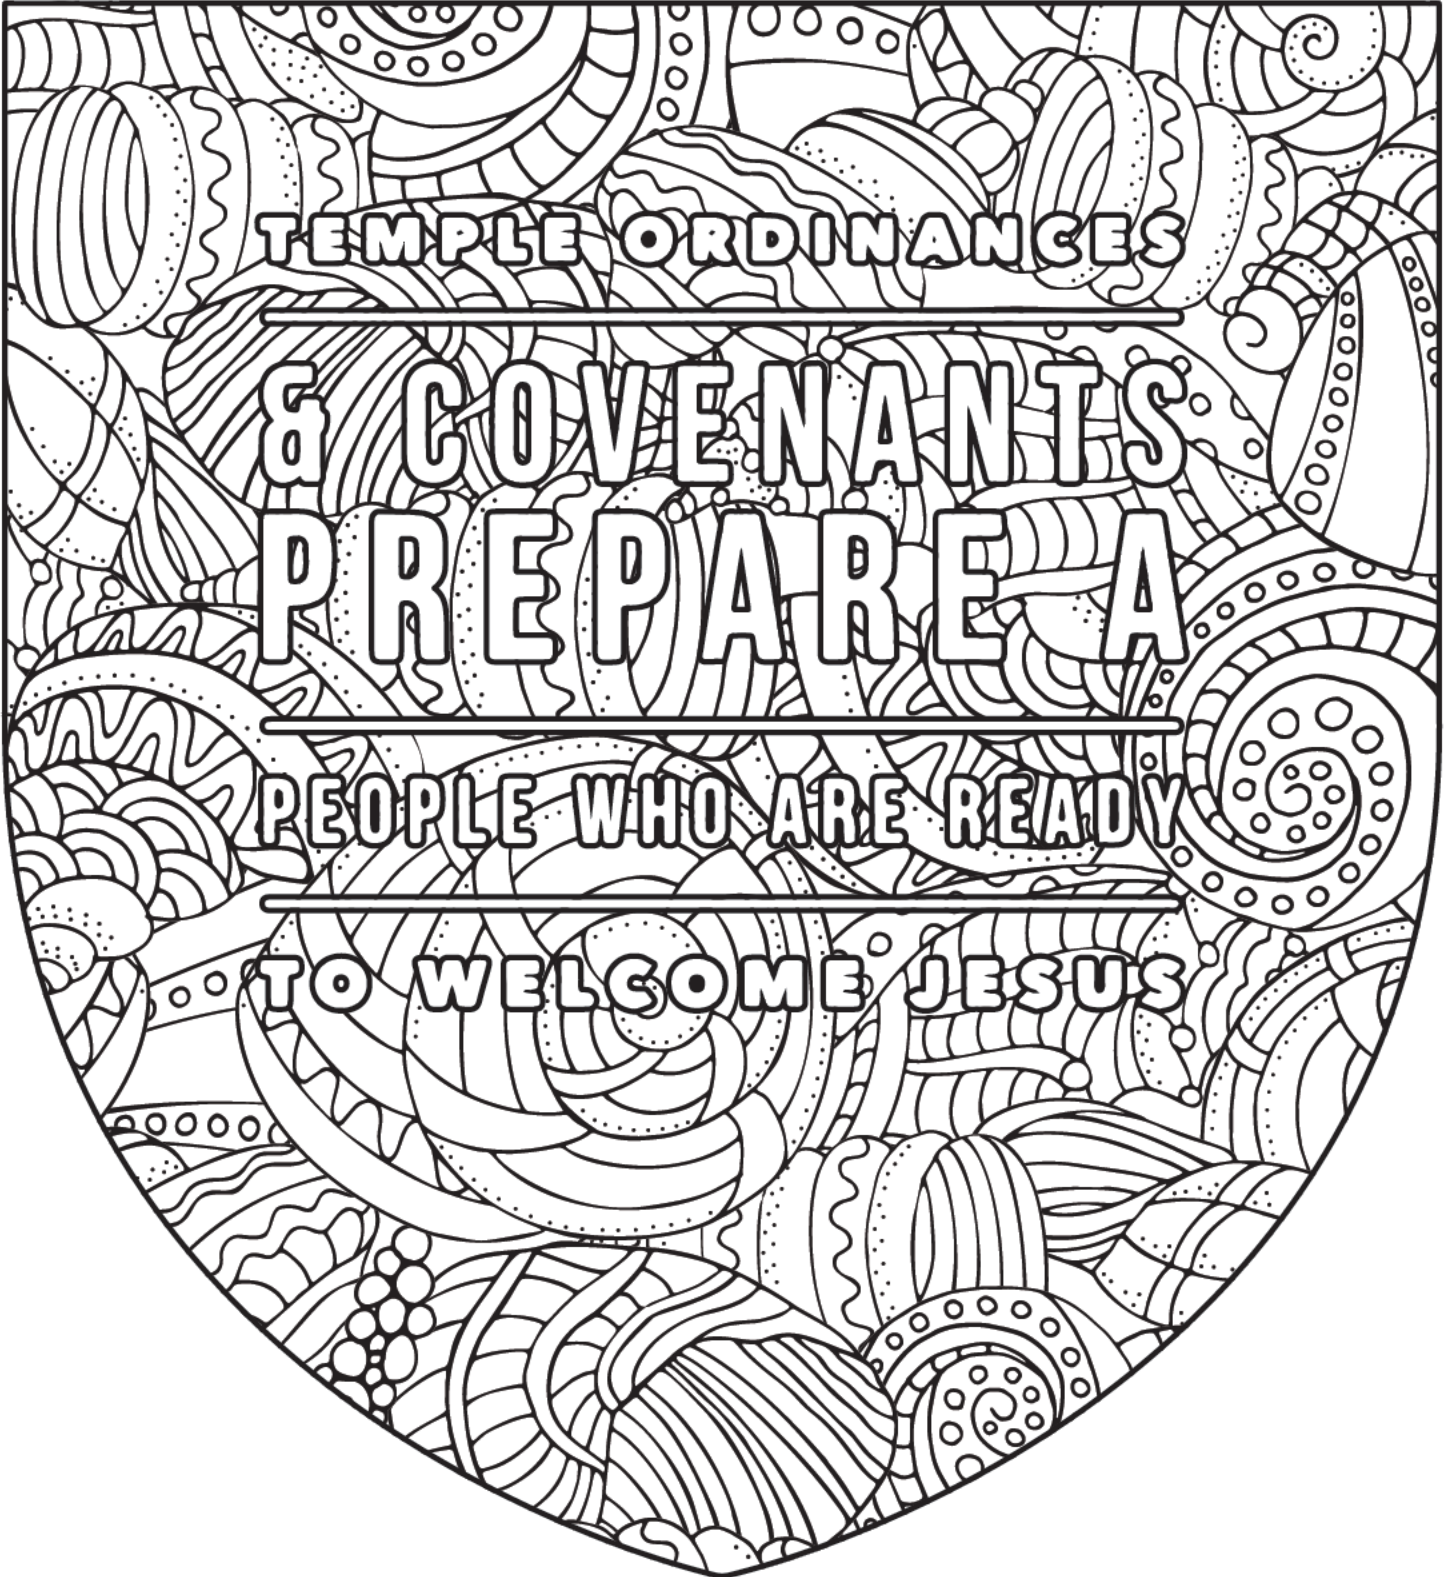 TEMPLE ORDINANCES
& COVENANTS
PREPARE A
PEOPLE WHO ARE READY
TO WELCOME JESUS